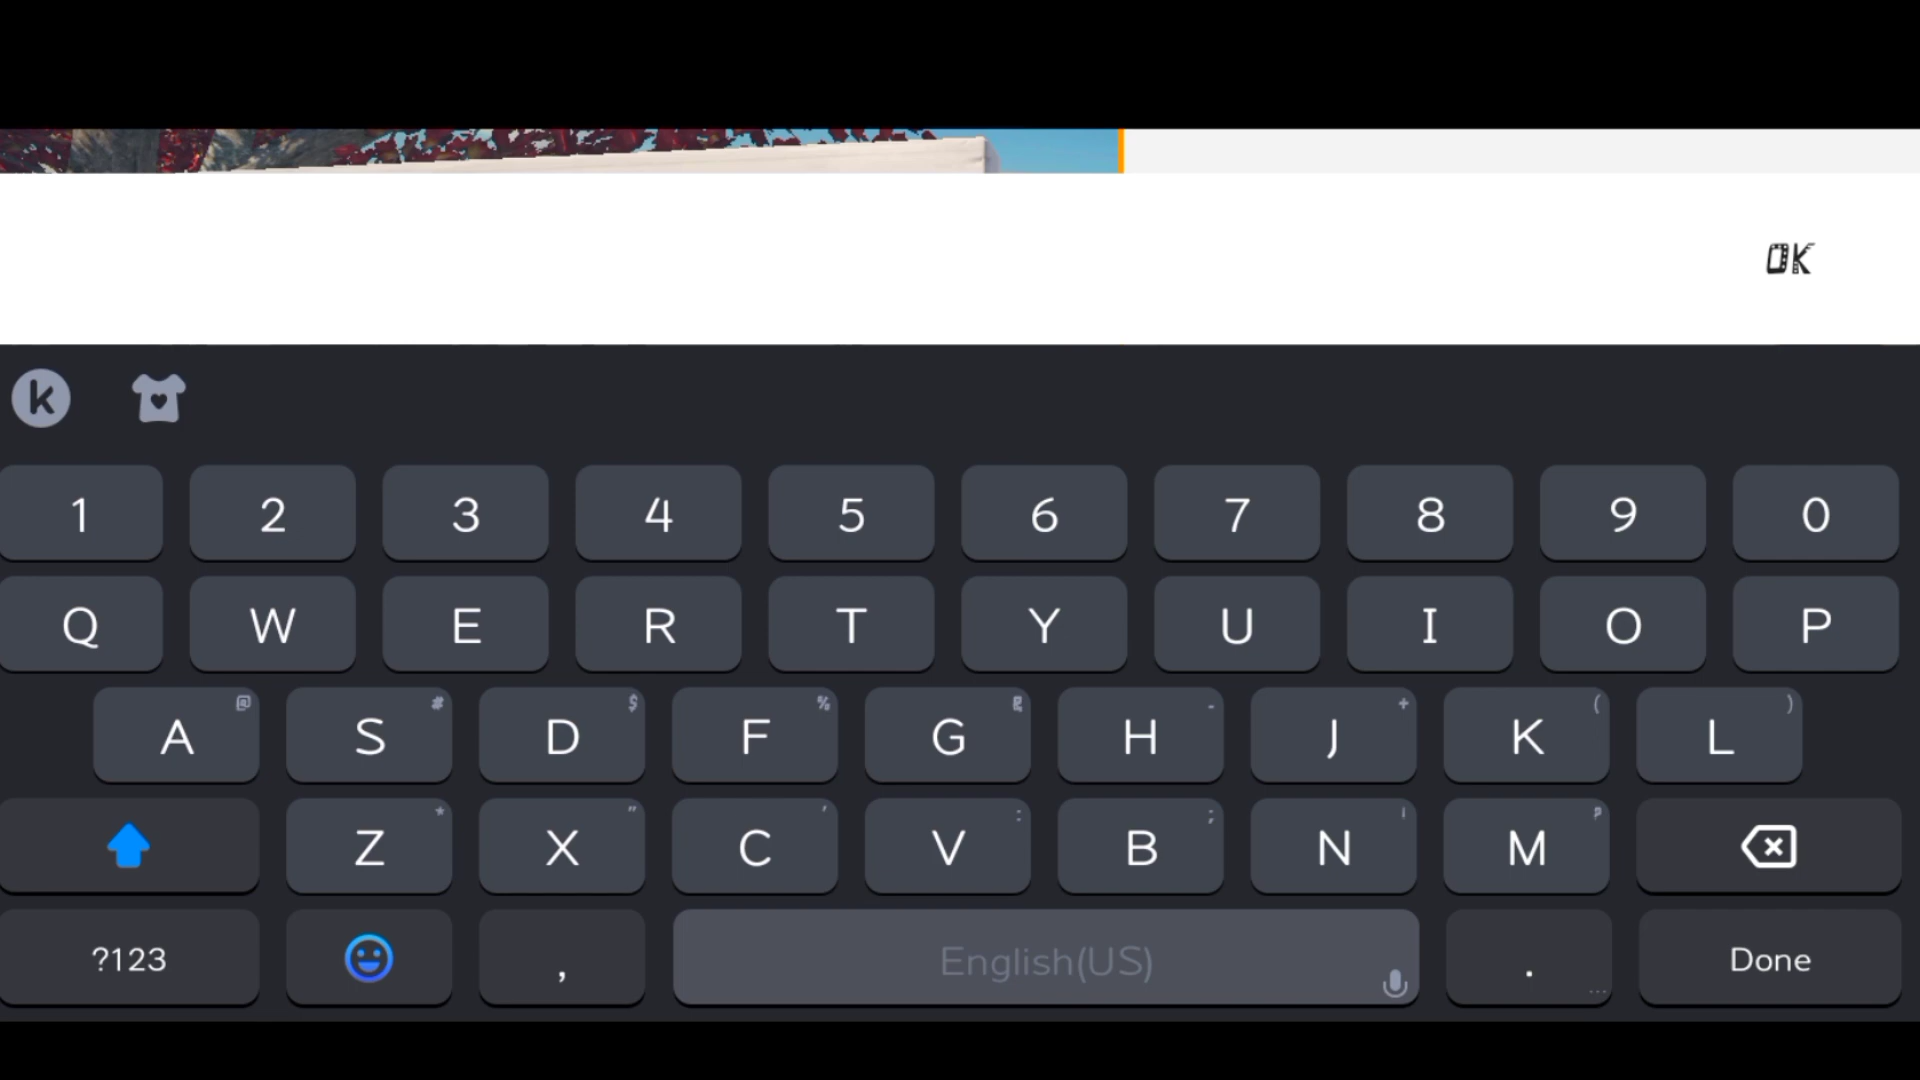 OK
k
1 2 3 4 5 6 7 8 9 0
Q W E R T Y U I O P
@ # $ % & - + ( )
A S D F G H J K L
* " ' : ; ! ?
Z X C V B N M
?123 , English(US) . ... Done